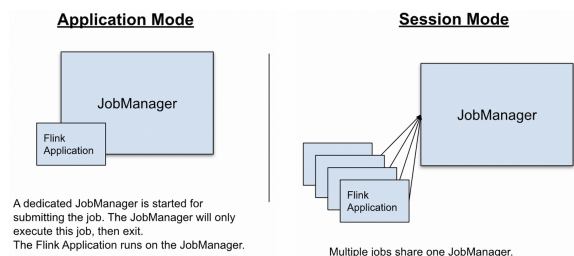 Application Mode
JobManager
Flink
Application
A dedicated JobManager is started for
submitting the job. The JobManager will only
execute this job, then exit.
The Flink Application runs on the JobManager.
Session Mode
JobManager
Flink
Application
Multiple jobs share one JobManager.